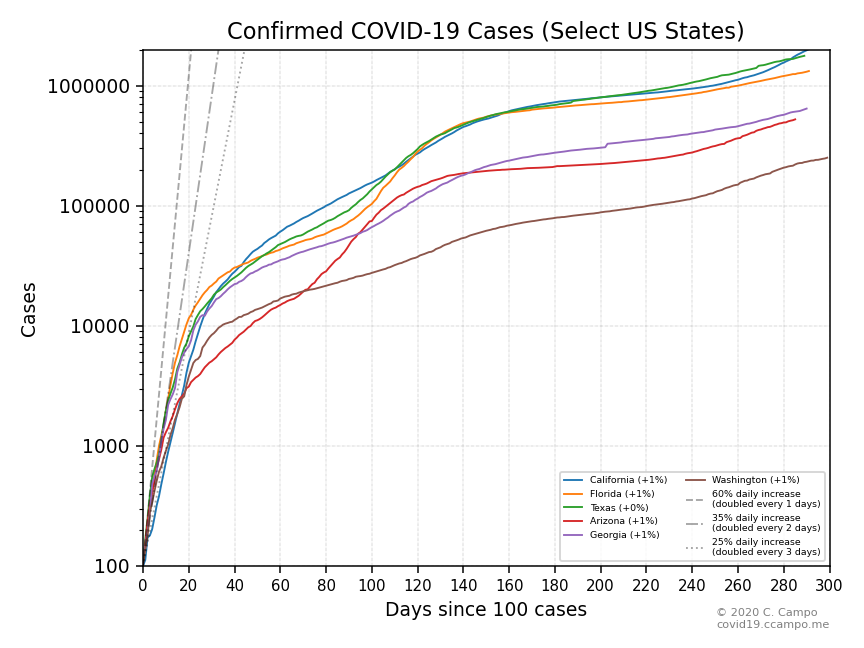 Confirmed COVID-19 Cases (Select US States)
1000000
100000
10000
1000
100
Cases
0 20 40 60 80 100 120 140 160 180 200 220 240 260 280 300
Days since 100 cases
California (+1%)
Florida (+1%)
Texas (+0%)
Arizona (+1%)
Georgia (+1%)
Washington (+1%)
60% daily increase
(doubled every 1 days)
35% daily increase
(doubled every 2 days)
25% daily increase
(doubled every 3 days)
© 2020 C. Campo
covid19.ccampo.me